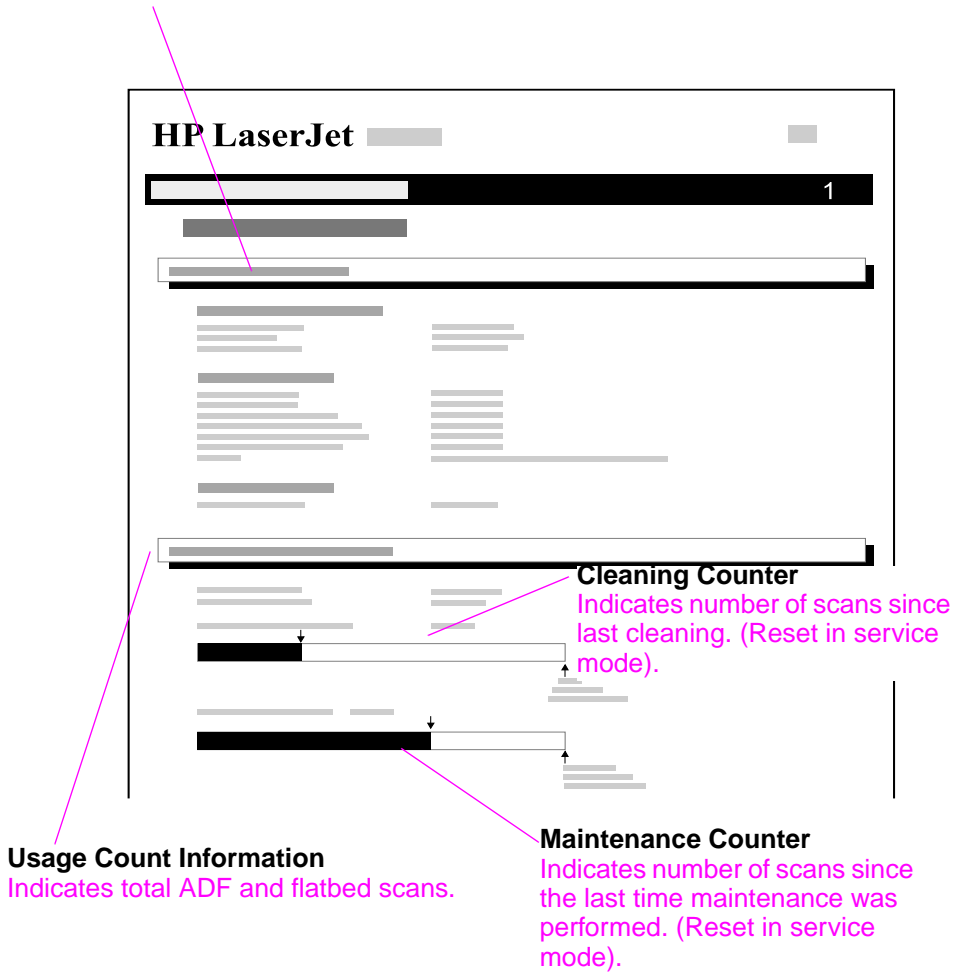 HP LaserJet
1
Cleaning Counter
Indicates number of scans since
last cleaning. (Reset in service
mode).
Usage Count Information
Indicates total ADF and flatbed scans.
Maintenance Counter
Indicates number of scans since
the last time maintenance was
performed. (Reset in service
mode).